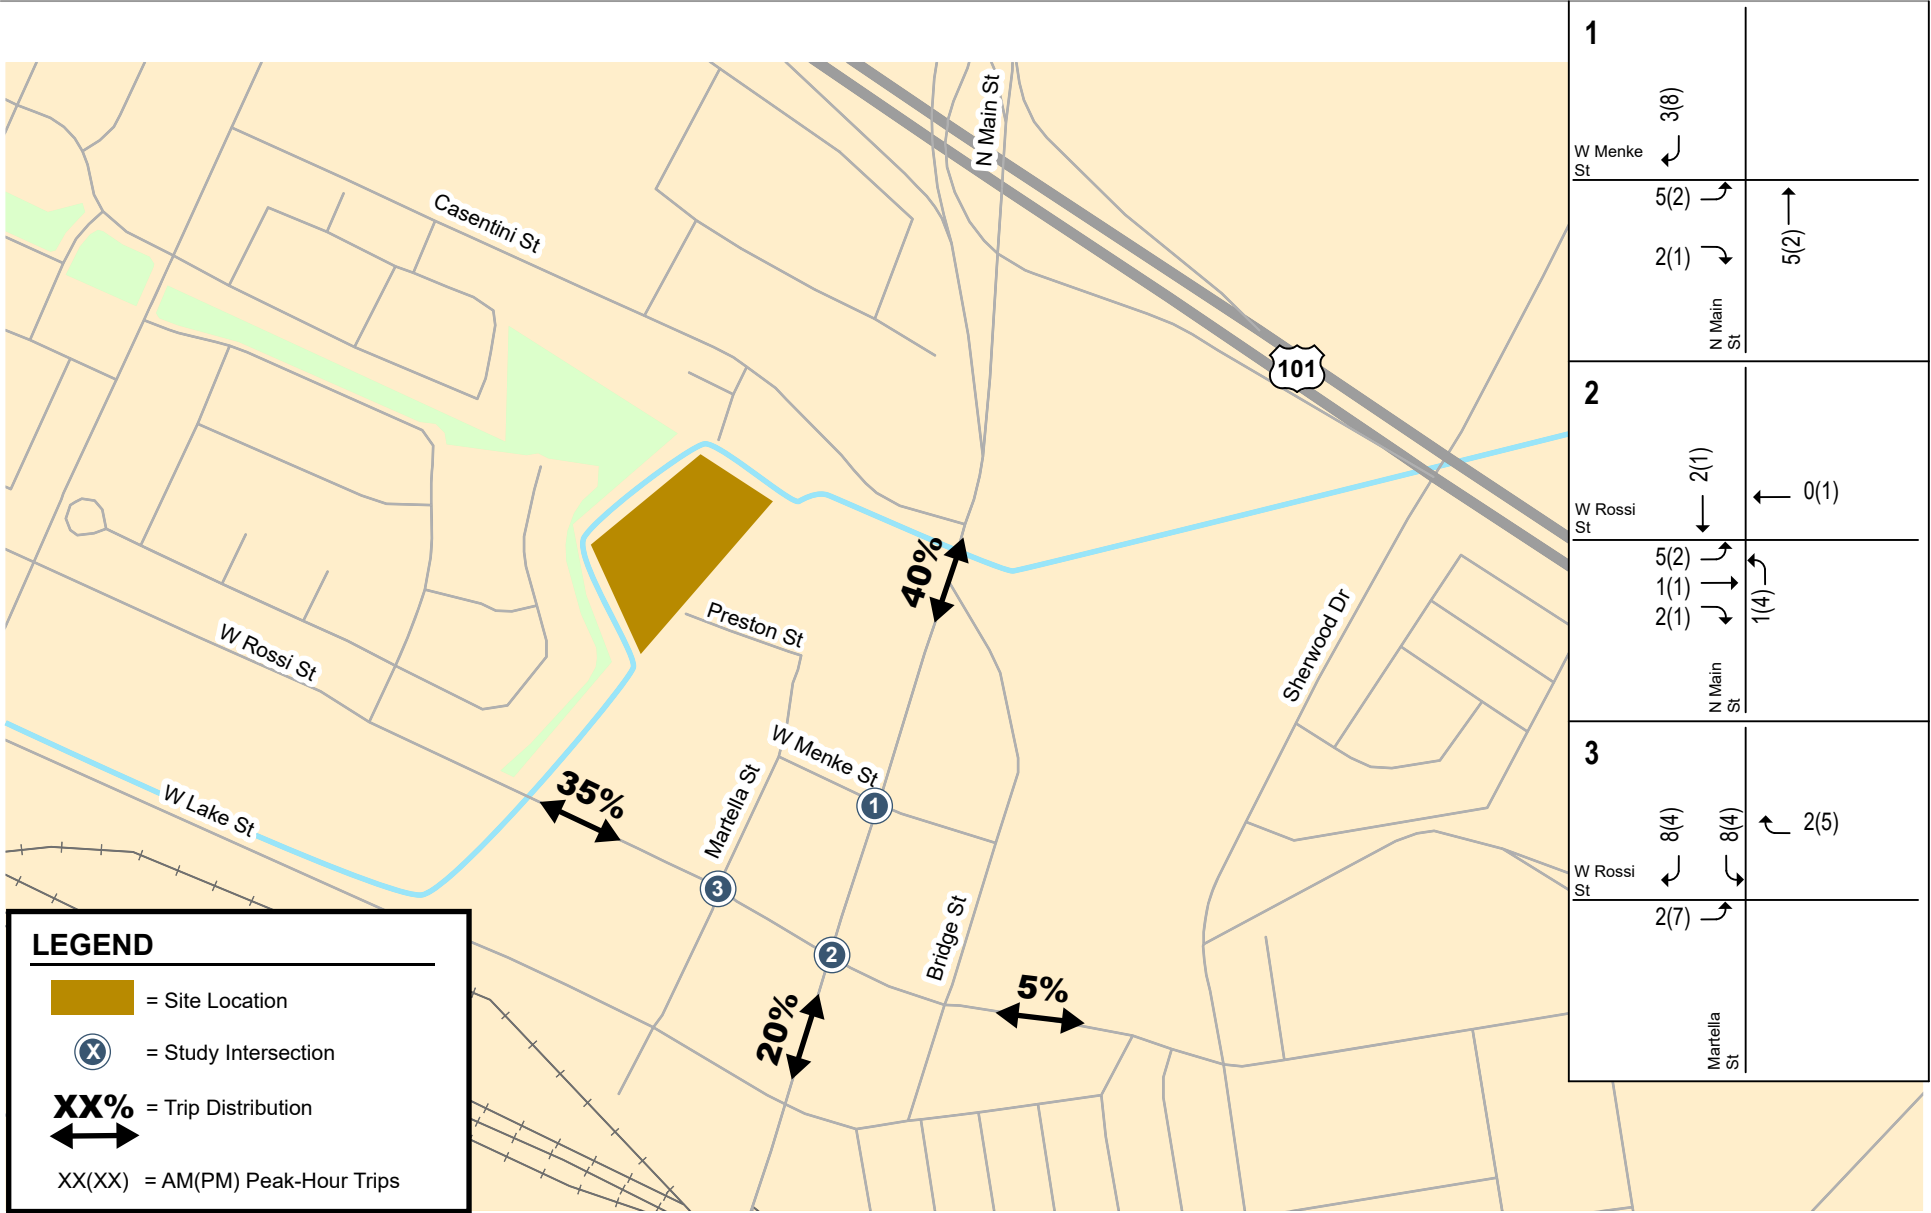 N Main St
Casentini St
101
40%
Preston St
Sherwood Dr
W Rossi St
W Menke St
35%
Martella St
W Lake St
1
3
2
Bridge St
5%
20%
LEGEND
= Site Location
X = Study Intersection
XX% = Trip Distribution
XX(XX) = AM(PM) Peak-Hour Trips
1
3(8)
W Menke
St
5(2)
2(1)
5(2)
N Main
St
2
2(1)
0(1)
W Rossi
St
5(2)
1(1)
2(1)
1(4)
N Main
St
3
8(4)
8(4)
2(5)
W Rossi
St
2(7)
Martella
St